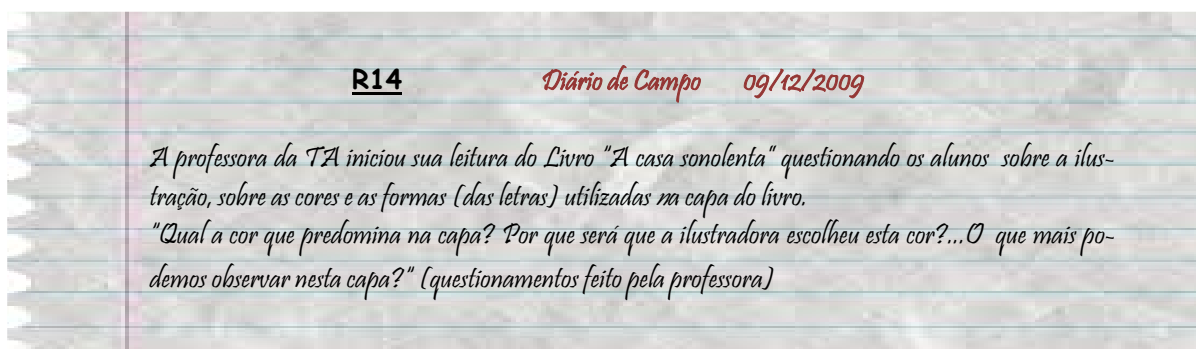 R14 Diário de Campo 09/12/2009
A professora da TA iniciou sua leitura do Livro "A casa sonolenta" questionando os alunos sobre a ilus-
tração, sobre as cores e as formas (das letras) utilizadas na capa do livro.
"Qual a cor que predomina na capa? Por que será que a ilustradora escolheu esta cor?...O que mais po-
demos observar nesta capa?" (questionamentos feito pela professora)